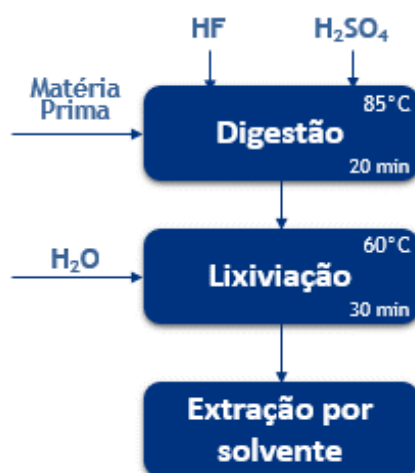 HF
H₂SO₄
Matéria
Prima
85°C
Digestão
20 min
H₂O
60°C
Lixiviação
30 min
Extração por
solvente